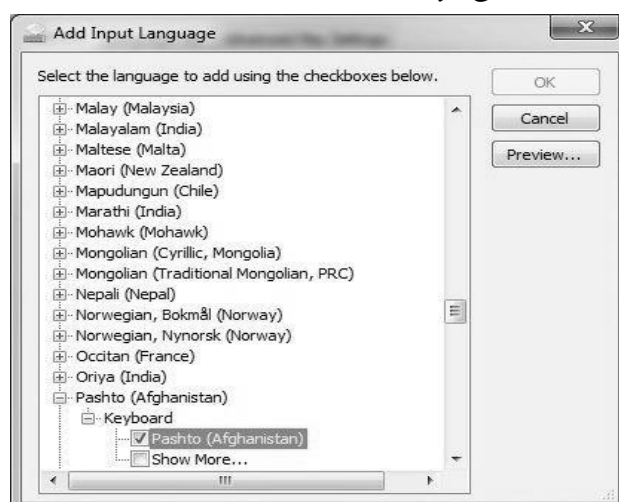 Add Input Language
Select the language to add using the checkboxes below.
OK
Cancel
Preview...
Malay (Malaysia)
Malayalam (India)
Maltese (Malta)
Maori (New Zealand)
Mapudungun (Chile)
Marathi (India)
Mohawk (Mohawk)
Mongolian (Cyrillic, Mongolia)
Mongolian (Traditional Mongolian, PRC)
Nepali (Nepal)
Norwegian, Bokmål (Norway)
Norwegian, Nynorsk (Norway)
Occitan (France)
Oriya (India)
Pashto (Afghanistan)
Keyboard
Pashto (Afghanistan)
Show More...